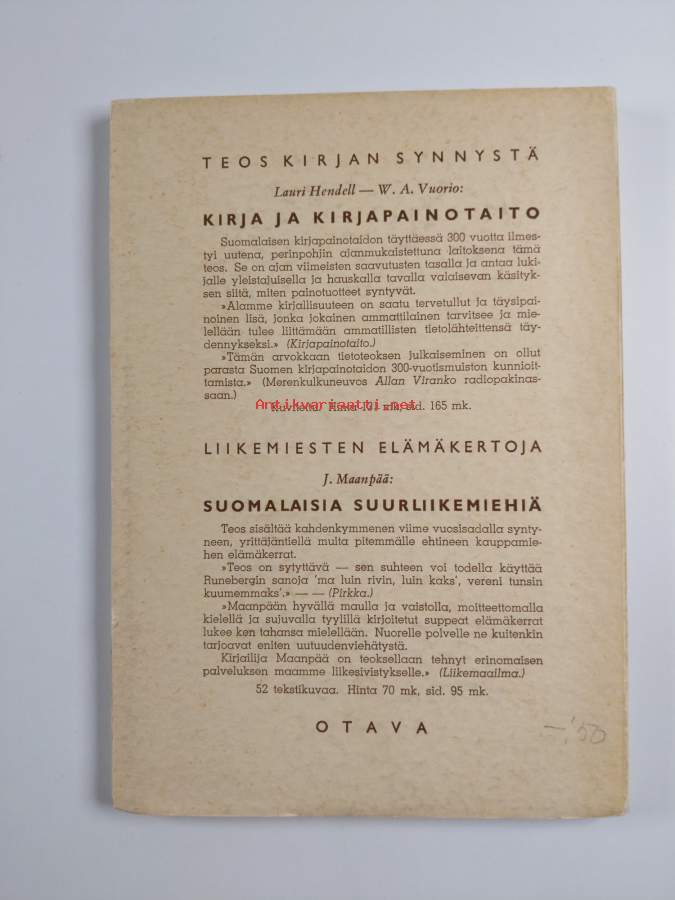 TEOS KIRJAN SYNNYSTÄ
Lauri Hendell — W. A. Vuorio:
KIRJA JA KIRJAPAINOTAITO
Suomalaisen kirjapainotaidon täyttäessä 300 vuotta ilmes-
tyi uutena, perinpohjin ajanmukaistettuna laitoksena tämä
teos. Se on ajan viimeisten saavutusten tasalla ja antaa luki-
jalle yleistajuisella ja hauskalla tavalla valaisevan käsityk-
sen siitä, miten painotuotteet syntyvät.
»Alamme kirjallisuuteen on saatu tervetullut ja täysipai-
noinen lisä, jonka jokainen ammattilainen tarvitsee ja mie-
lellään tulee liittämään ammatillisten tietolähteittensä täy-
dennykseksi.» (Kirjapainotaito.)
»Tämän arvokkaan tietoteoksen julkaiseminen on ollut
parasta Suomen kirjapainotaidon 300-vuotismuiston kunnioit-
tamista.» (Merenkulkuneuvos Allan Viranko radiopakinas-
saan.)
Antikvariaatti.net
Kuvitettu. Hinta mk, sid. 165 mk.
LIIKEMIESTEN ELÄMÄKERTOJA
J. Maanpää:
SUOMALAISIA SUURLIIKEMIEHIÄ
Teos sisältää kahdenkymmenen viime vuosisadalla synty-
neen, yrittäjäntiellä muita pitemmälle ehtineen kauppamie-
hen elämäkerrat.
»Teos on sytyttävä — sen suhteen voi todella käyttää
Runebergin sanoja 'ma luin rivin, luin kaks', vereni tunsin
kuumemmaks'.» — — (Pirkka.)
»Maanpään hyvällä maulla ja vaistolla, moitteettomalla
kielellä ja sujuvalla tyylillä kirjoitetut suppeat elämäkerrat
lukee ken tahansa mielellään. Nuorelle polvelle ne kuitenkin
tarjoavat eniten uutuudenviehätystä.
Kirjailija Maanpää on teoksellaan tehnyt erinomaisen
palveluksen maamme liikesivistykselle.» (Liikemaailma.)
52 tekstikuvaa. Hinta 70 mk, sid. 95 mk.
OTAVA